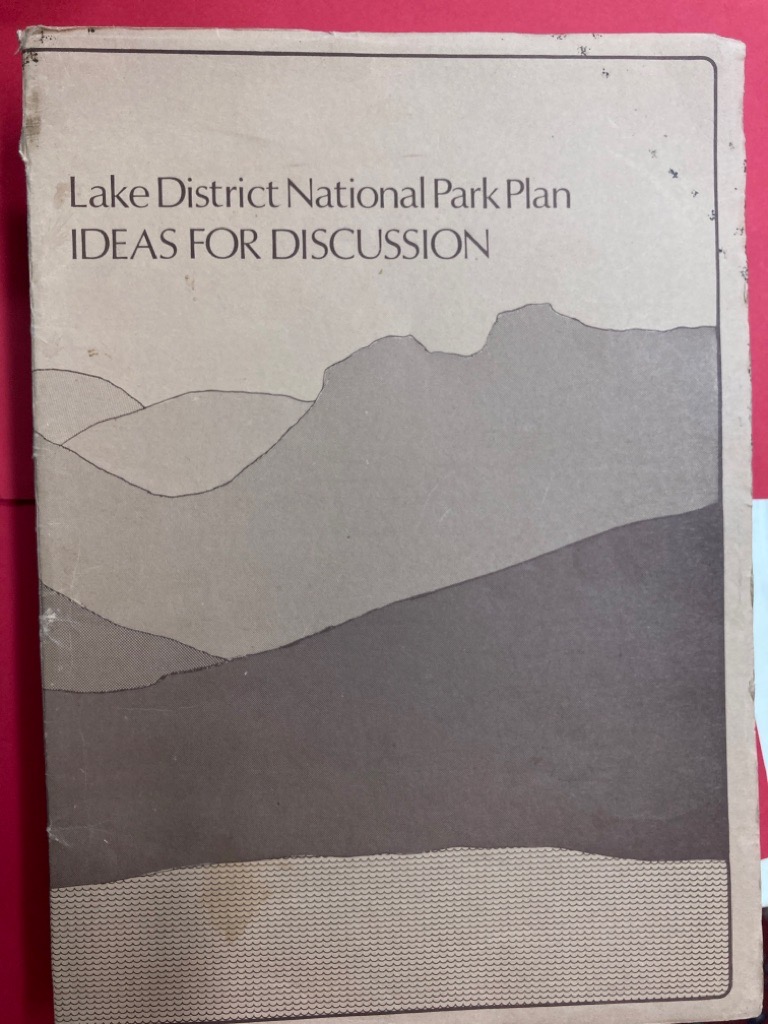 Lake District National Park Plan
IDEAS FOR DISCUSSION